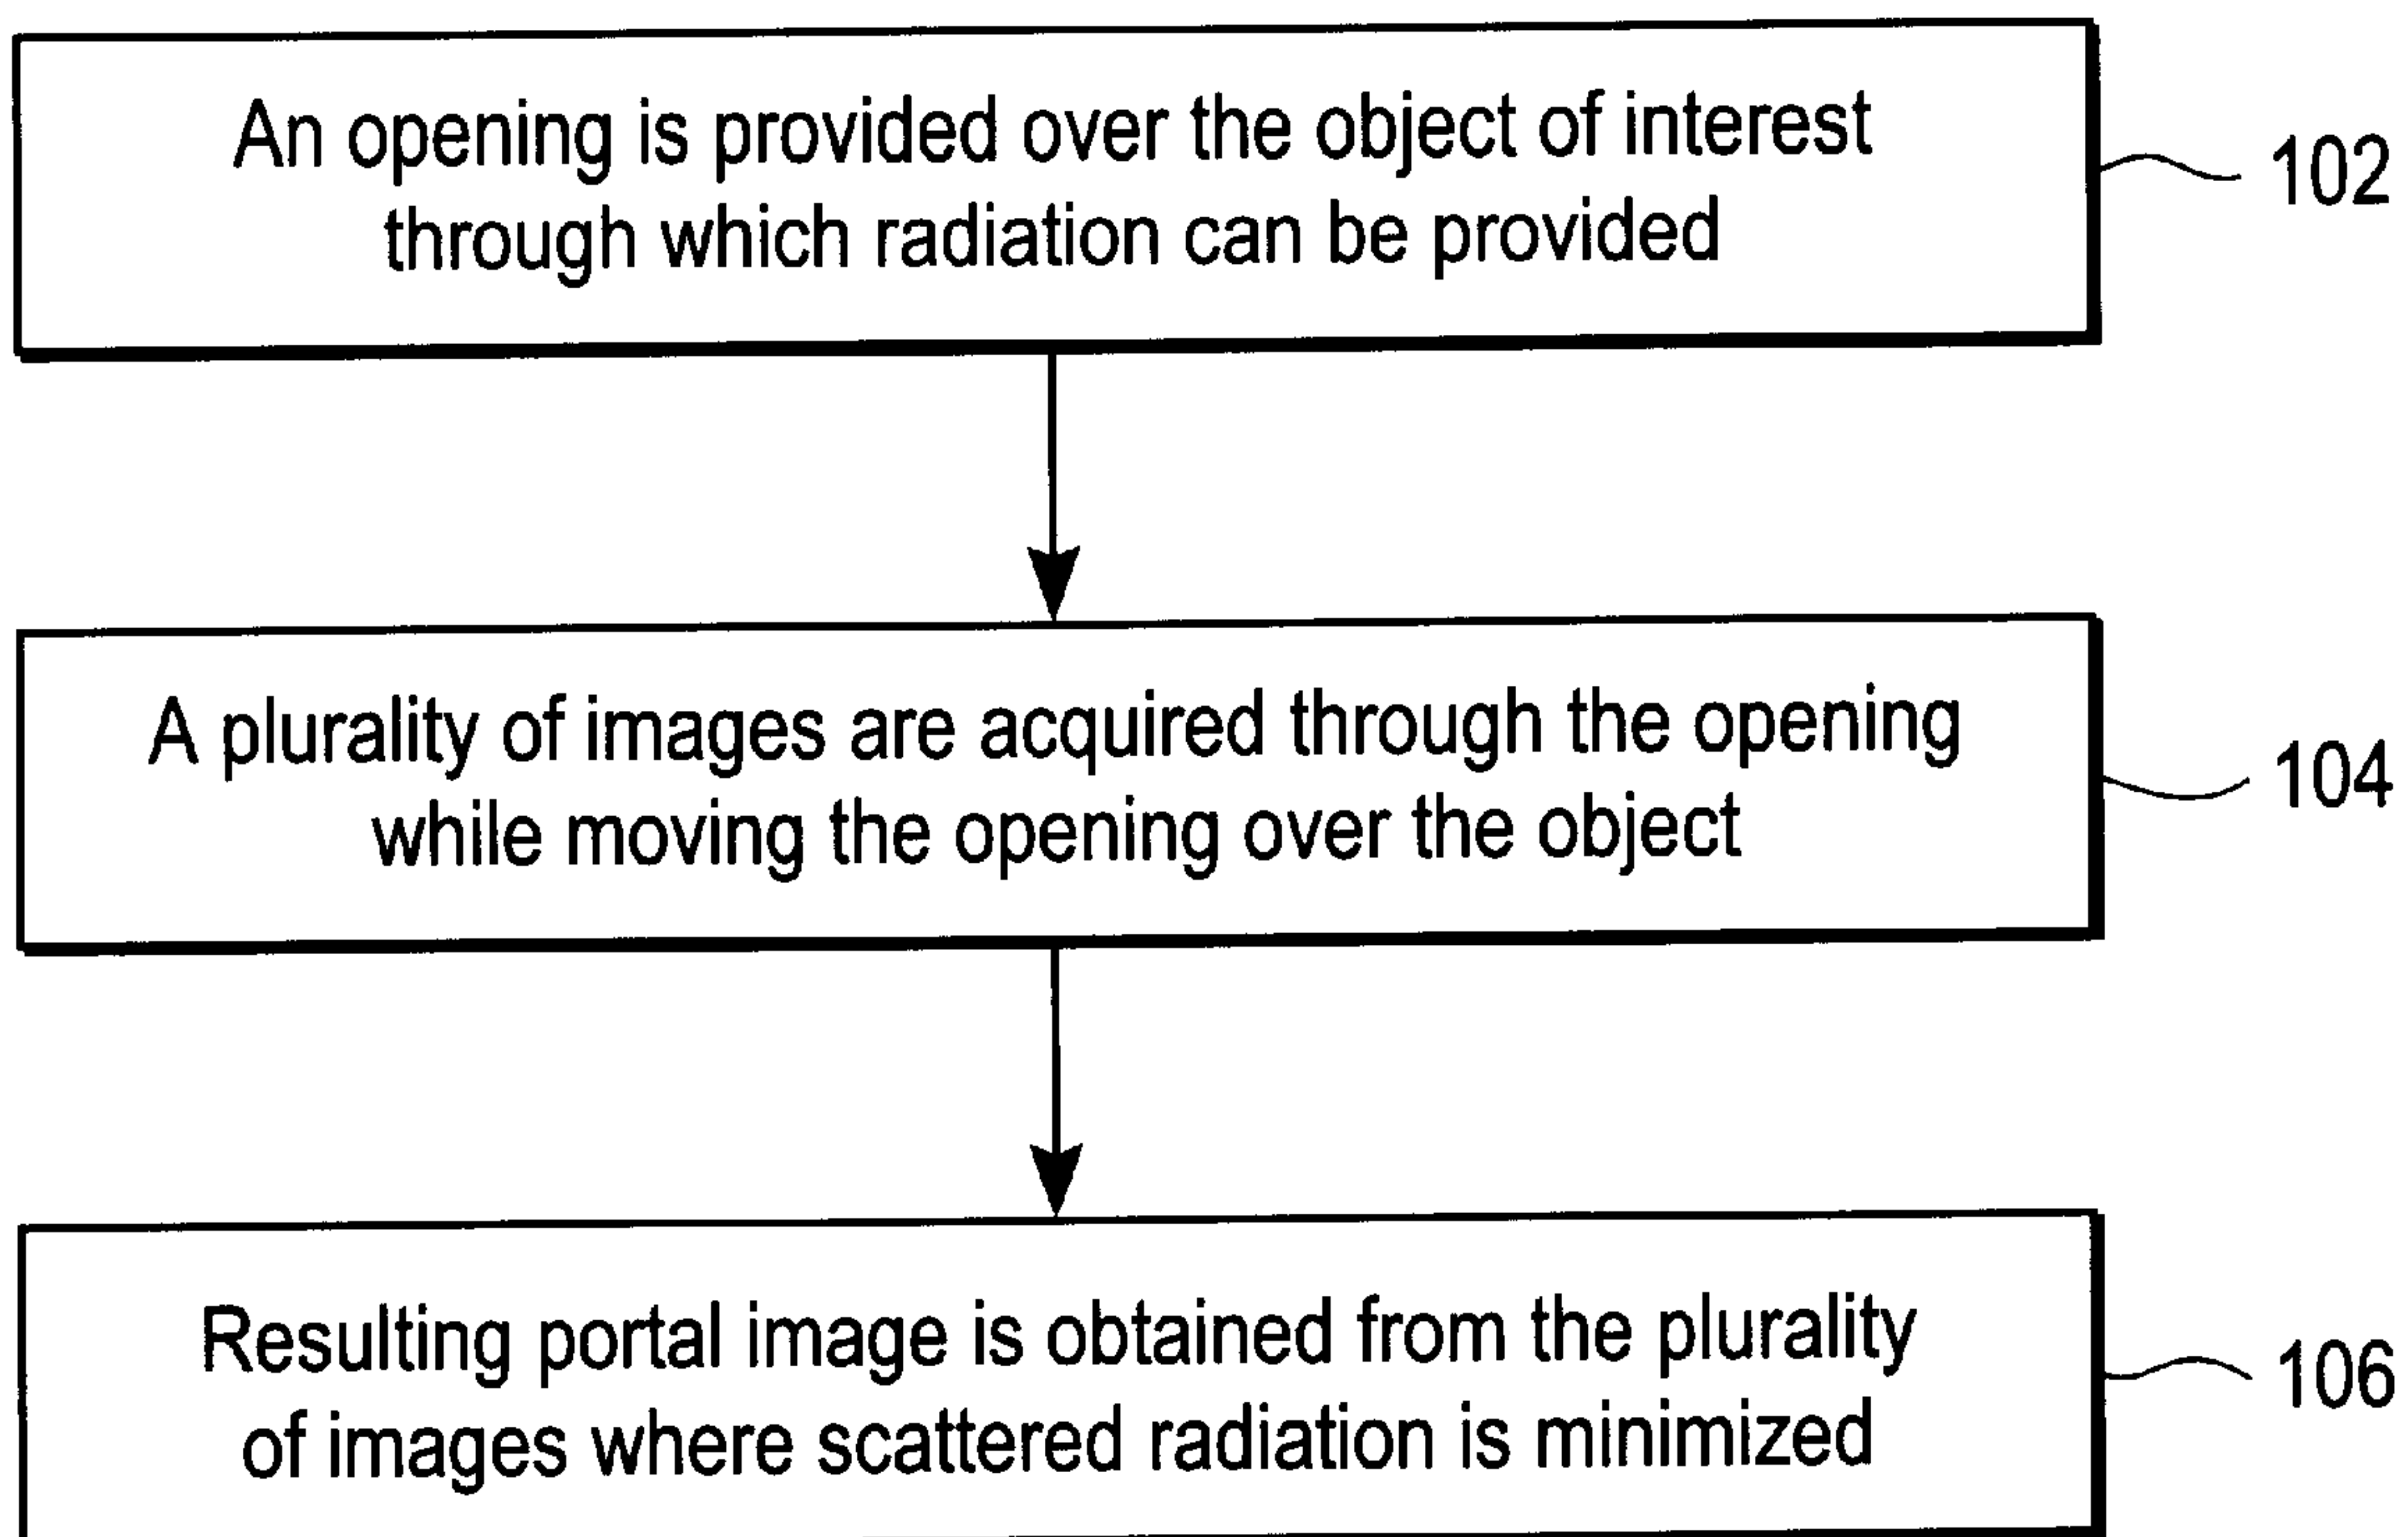 An opening is provided over the object of interest
through which radiation can be provided
102
A plurality of images are acquired through the opening
while moving the opening over the object
104
Resulting portal image is obtained from the plurality
of images where scattered radiation is minimized
106